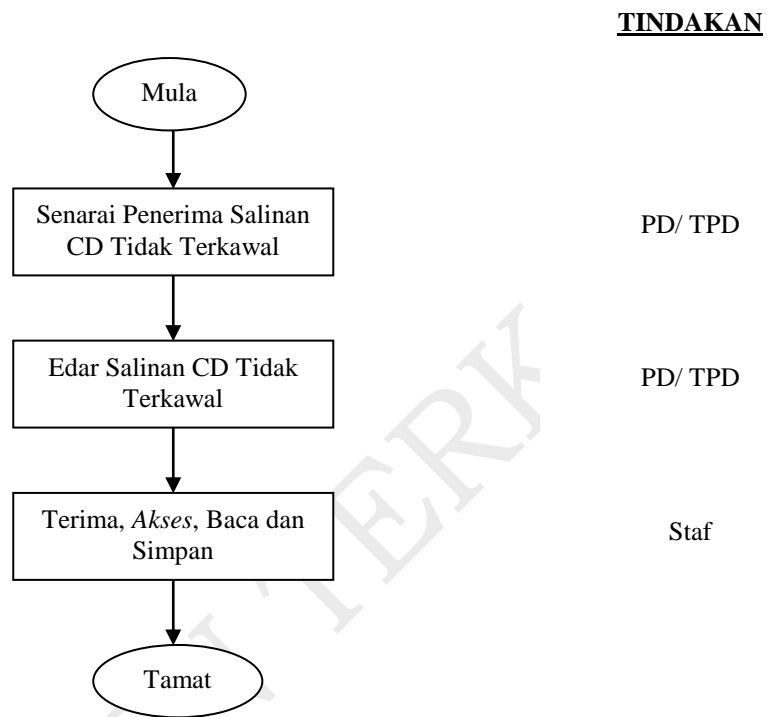 TINDAKAN
Mula
Senarai Penerima Salinan
CD Tidak Terkawal
PD/ TPD
Edar Salinan CD Tidak
Terkawal
PD/ TPD
Terima, Akses, Baca dan
Simpan
Staf
Tamat
N TERK